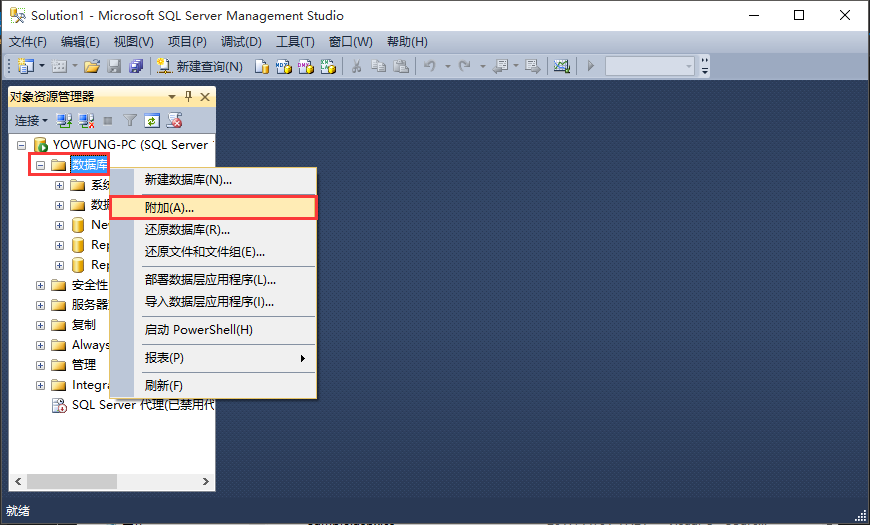 Solution1 - Microsoft SQL Server Management Studio
文件(F) 编辑(E) 视图(V) 项目(P) 调试(D) 工具(T) 窗口(W) 帮助(H)
新建查询(N)
MDX DMX XMLA
对象资源管理器
连接
YOWFUNG-PC (SQL Server
数据库
系统
新建数据库(N)...
数据
附加(A)...
Ne
还原数据库(R)...
Rep
还原文件和文件组(E)...
Rep
安全性
部署数据层应用程序(L)...
服务器
导入数据层应用程序(I)...
复制
启动 PowerShell(H)
Always
报表(P)
管理
刷新(F)
Integra
SQL Server 代理(已禁用代
就绪